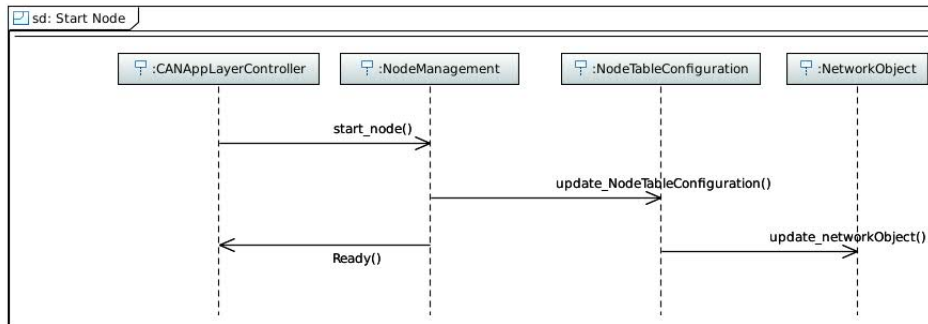 sd: Start Node
:CANAppLayerController
:NodeManagement
:NodeTableConfiguration
:NetworkObject
start_node()
update_NodeTableConfiguration()
update_networkObject()
Ready()